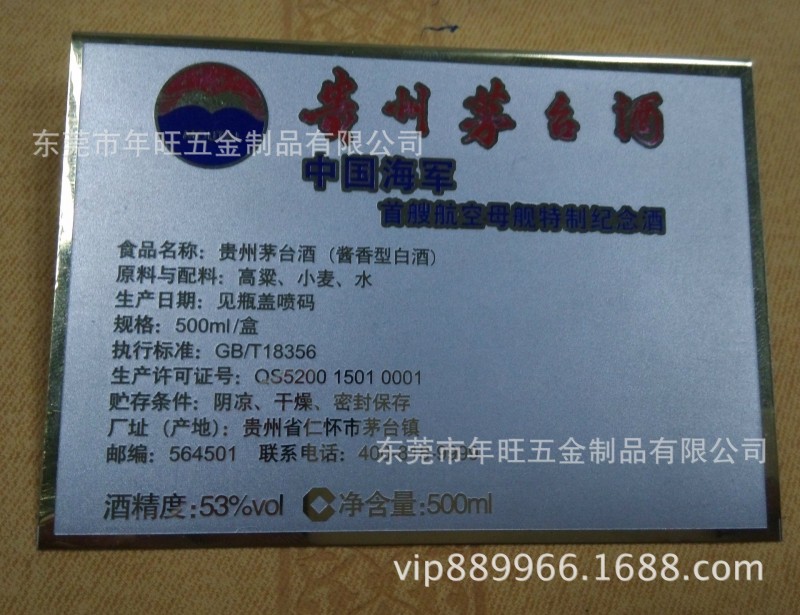 贵州茅台酒
东莞市年旺五金制品有限公司
中国海军
首艘航空母舰特制纪念酒
食品名称：贵州茅台酒（酱香型白酒）
原料与配料：高粱、小麦、水
生产日期：见瓶盖喷码
规格：500ml/盒
执行标准：GB/T18356
生产许可证号：QS5200 1501 0001
贮存条件：阴凉、干燥、密封保存
厂址（产地）：贵州省仁怀市茅台镇
东莞市年旺五金制品有限公司
邮编：564501 联系电话：
酒精度：53%vol 净含量：500ml
vip889966.1688.com